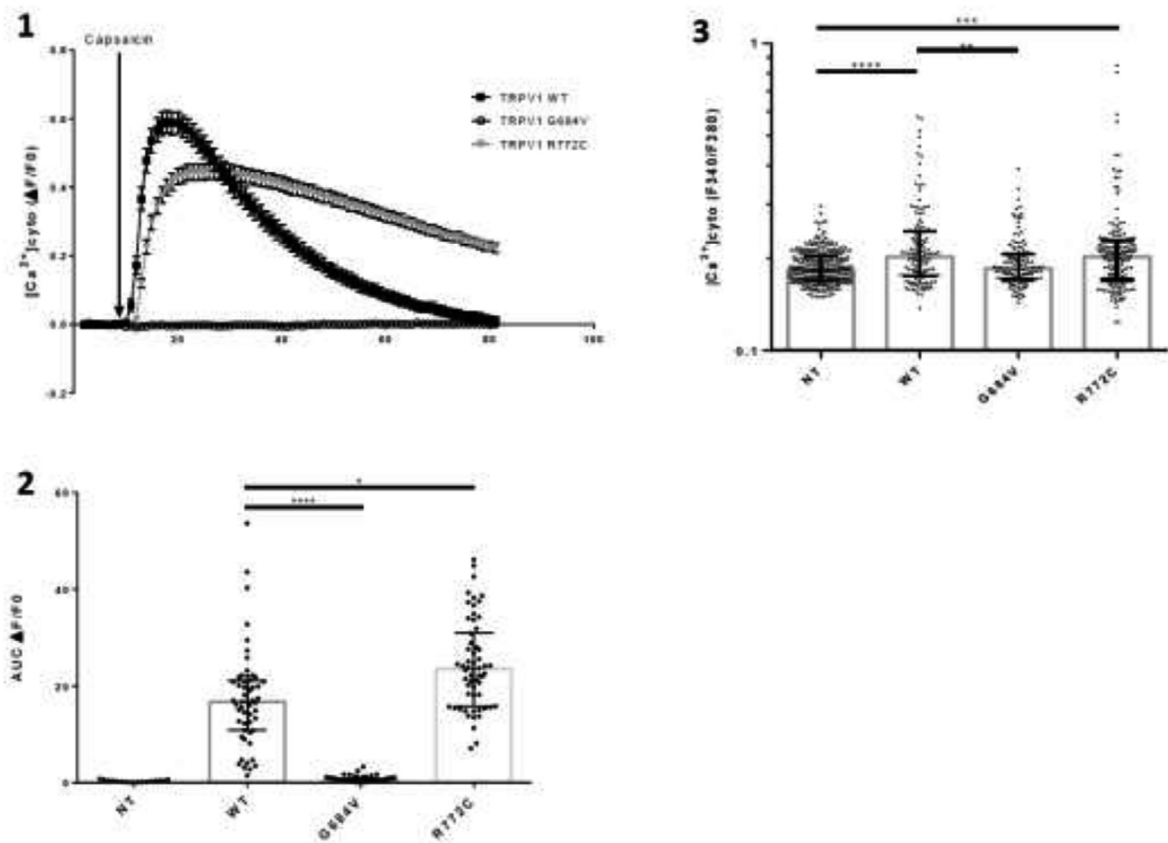 1
Capsaicin
[Ca²⁺]cyto (▲F/F0)
0.8
0.6
0.4
0.2
0.0
-0.2
20
40
60
80
100
TRPV1 WT
TRPV1 G684V
TRPV1 R772C
3
***
**
****
[Ca²⁺]cyto (F340/F380)
1
0.1
NT
WT
G684V
R772C
2
*
****
AUC ▲F/F0
60
40
20
0
NT
WT
G684V
R772C